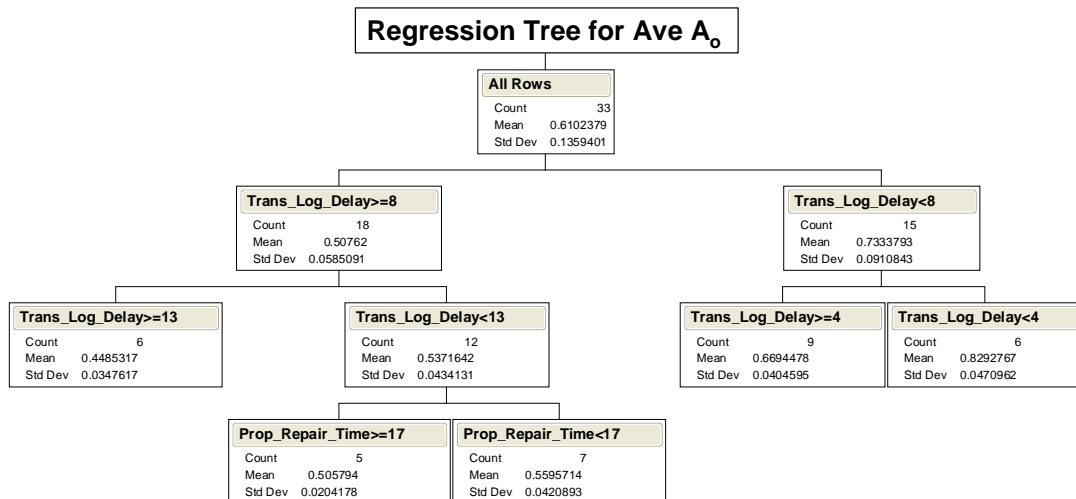 Regression Tree for Ave Ao
All Rows
Count 33
Mean 0.6102379
Std Dev 0.1359401
Trans_Log_Delay>=8
Count 18
Mean 0.50762
Std Dev 0.0585091
Trans_Log_Delay<8
Count 15
Mean 0.7333793
Std Dev 0.0910843
Trans_Log_Delay>=13
Count 6
Mean 0.4485317
Std Dev 0.0347617
Trans_Log_Delay<13
Count 12
Mean 0.5371642
Std Dev 0.0434131
Trans_Log_Delay>=4
Count 9
Mean 0.6694478
Std Dev 0.0404595
Trans_Log_Delay<4
Count 6
Mean 0.8292767
Std Dev 0.0470962
Prop_Repair_Time>=17
Count 5
Mean 0.505794
Std Dev 0.0204178
Prop_Repair_Time<17
Count 7
Mean 0.5595714
Std Dev 0.0420893